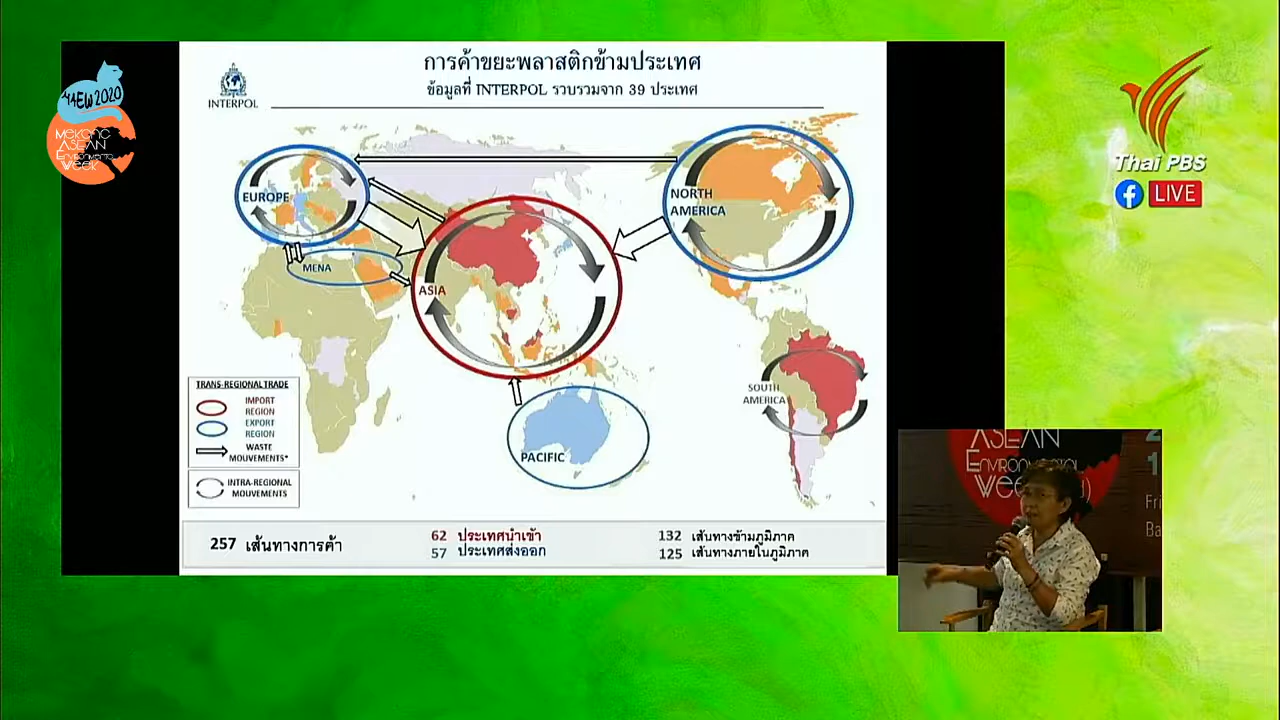 การค้าขยะพลาสติกข้ามประเทศ
ข้อมูลที่ INTERPOL รวบรวมจาก 39 ประเทศ
INTERPOL
MAEW2020
MEKONG
ASEAN
ENVIRONMENTAL
WEEK
Thai PBS
LIVE
EUROPE
NORTH
AMERICA
MENA
ASIA
SOUTH
AMERICA
PACIFIC
TRANS-REGIONAL TRADE
IMPORT
REGION
EXPORT
REGION
WASTE
MOUVEMENTS*
INTRA-REGIONAL
MOUVEMENTS
257 เส้นทางการค้า
62 ประเทศนำเข้า
57 ประเทศส่งออก
132 เส้นทางข้ามภูมิภาค
125 เส้นทางภายในภูมิภาค
ASEAN
ENVIRONMENTAL
Fri
Ba